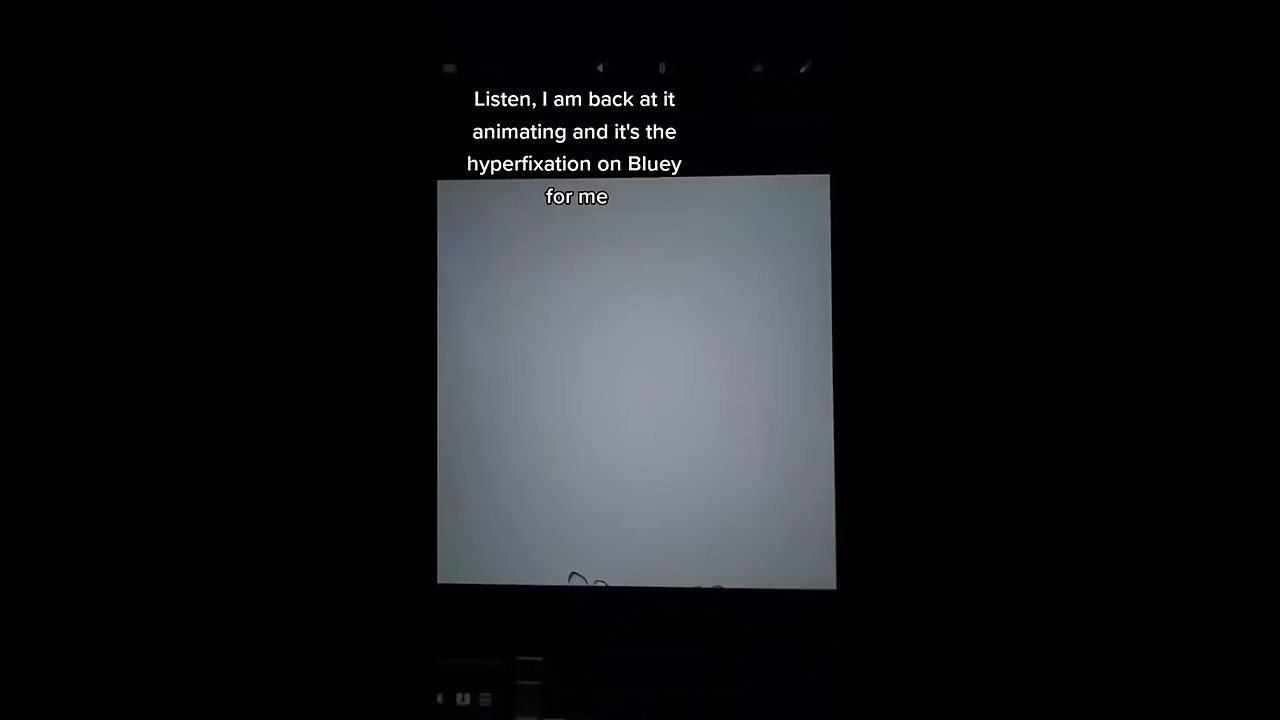 Listen, I am back at it
animating and it's the
hyperfixation on Bluey
for me